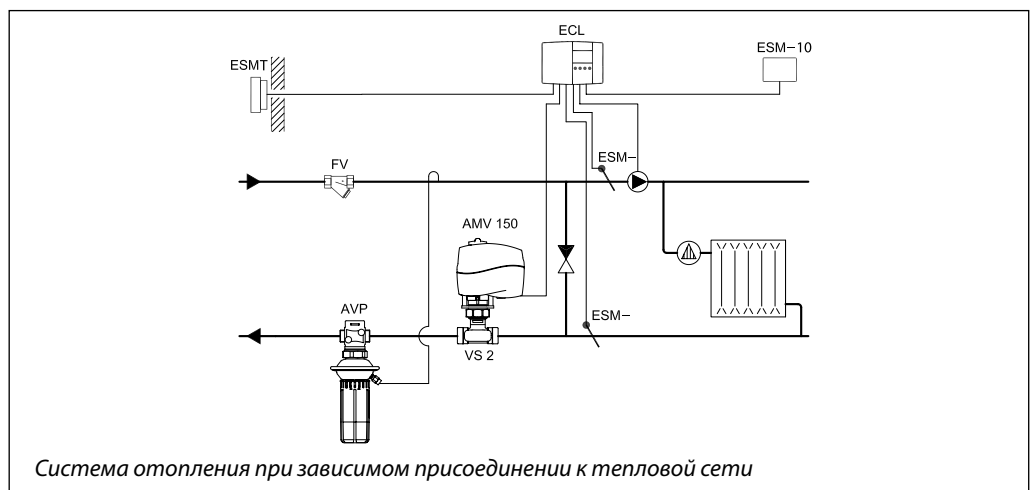 ECL
ESM-10
ESMT
ESM-
FV
AMV 150
AVP
ESM-
VS 2
Система отопления при зависимом присоединении к тепловой сети